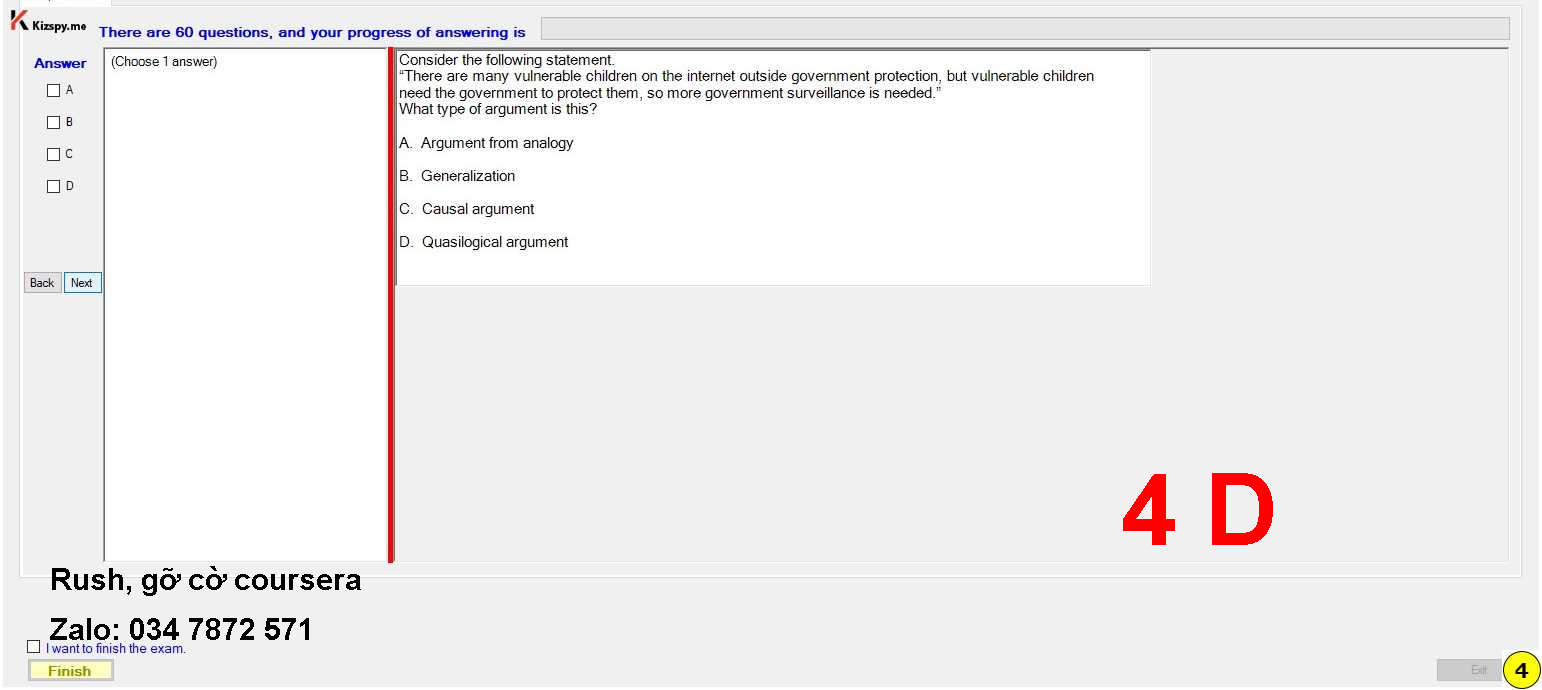 Kizspy.me
There are 60 questions, and your progress of answering is
Answer
(Choose 1 answer)
A
B
C
D
Back
Next
Consider the following statement.
“There are many vulnerable children on the internet outside government protection, but vulnerable children
need the government to protect them, so more government surveillance is needed.”
What type of argument is this?
A. Argument from analogy
B. Generalization
C. Causal argument
D. Quasilogical argument
4 D
Rush, gỡ cờ coursera
Zalo: 034 7872 571
I want to finish the exam.
Finish
Exit
4